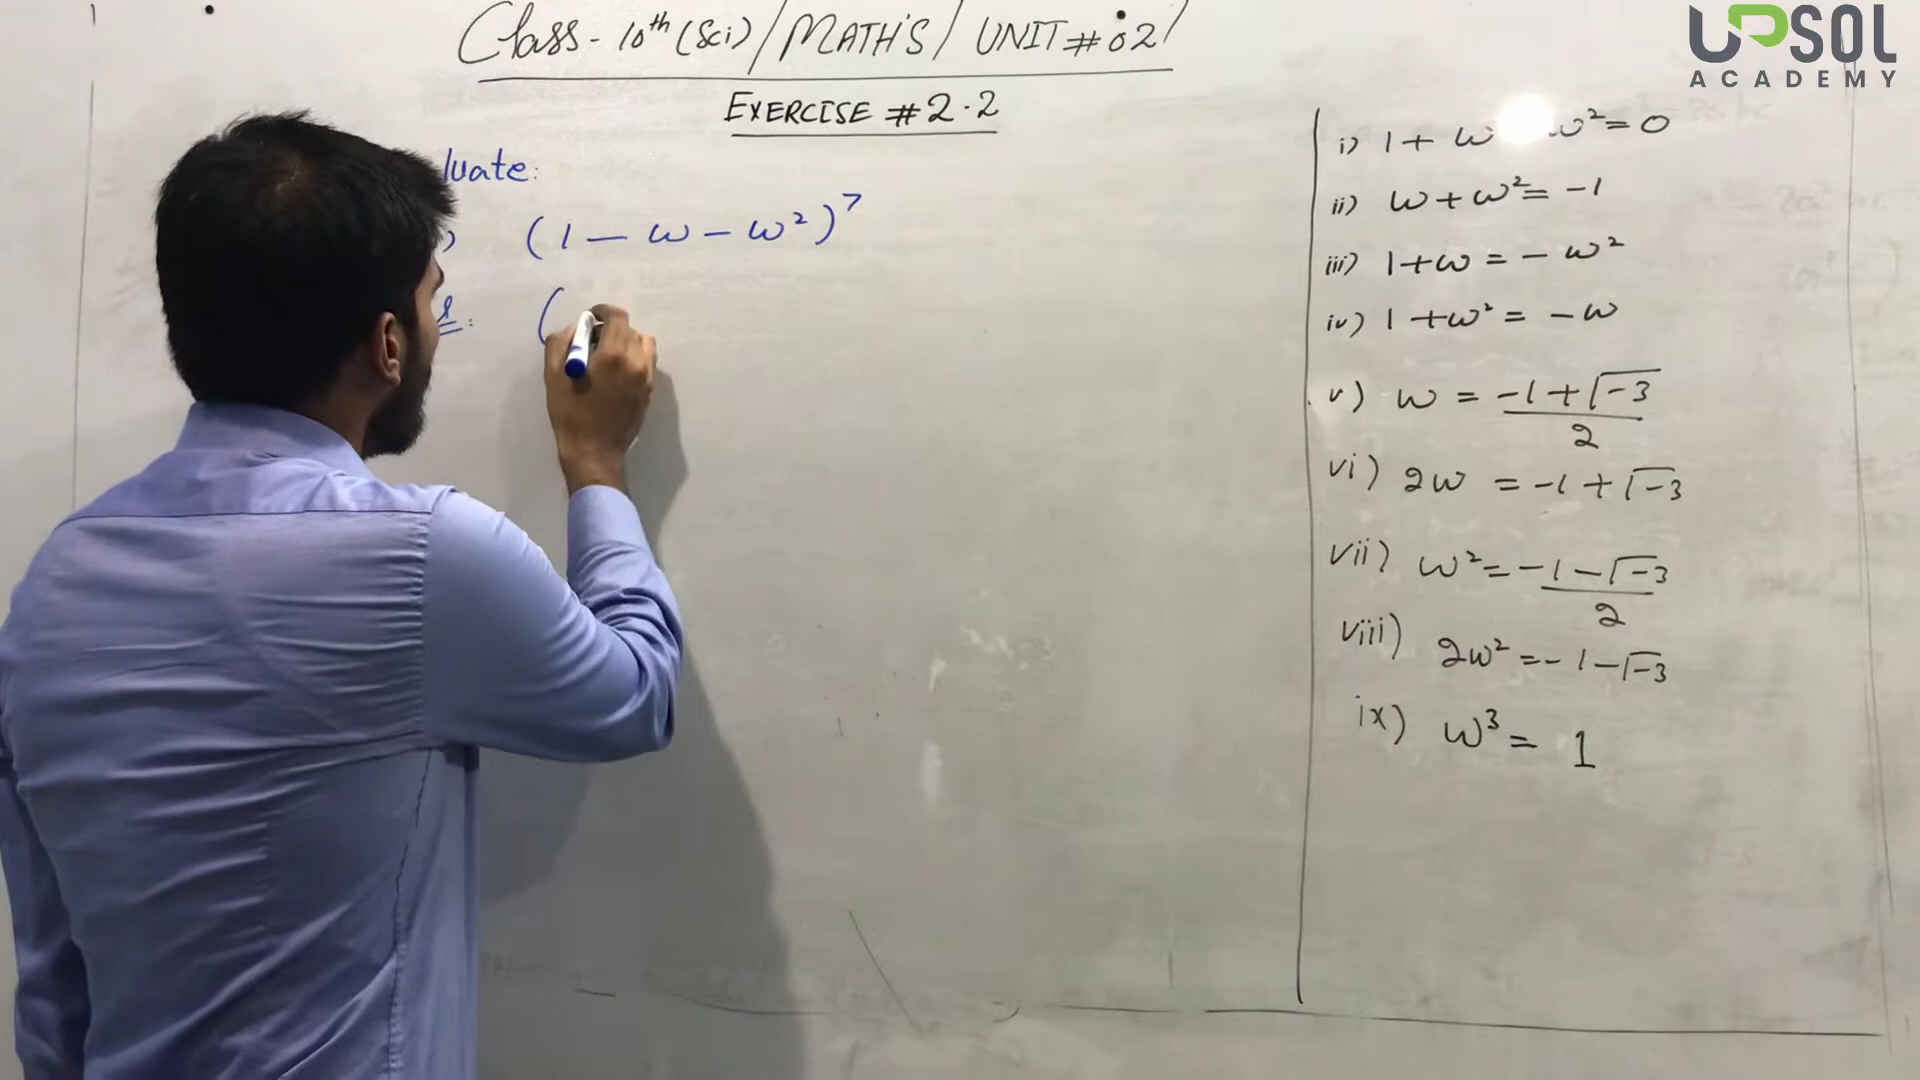 Class - 10th (Sci) / MATH'S / UNIT # 02 /
EXERCISE # 2.2
luate:
) (1 - ω - ω²)⁷
(
i) 1 + ω ω² = 0
ii) ω + ω² = -1
iii) 1 + ω = - ω²
iv) 1 + ω² = - ω
v) ω = (-1 + √-3) / 2
vi) 2ω = -1 + √-3
vii) ω² = (-1 - √-3) / 2
viii) 2ω² = -1 - √-3
ix) ω³ = 1
UPSOL
ACADEMY